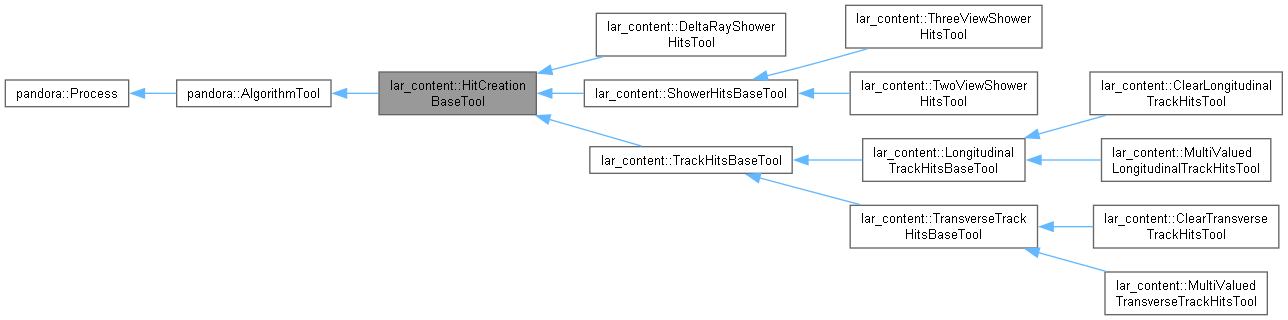 pandora::Process
pandora::AlgorithmTool
lar_content::HitCreation
BaseTool
lar_content::DeltaRayShower
HitsTool
lar_content::ShowerHitsBaseTool
lar_content::TrackHitsBaseTool
lar_content::ThreeViewShower
HitsTool
lar_content::TwoViewShower
HitsTool
lar_content::Longitudinal
TrackHitsBaseTool
lar_content::TransverseTrack
HitsBaseTool
lar_content::ClearLongitudinal
TrackHitsTool
lar_content::MultiValued
LongitudinalTrackHitsTool
lar_content::ClearTransverse
TrackHitsTool
lar_content::MultiValued
TransverseTrackHitsTool